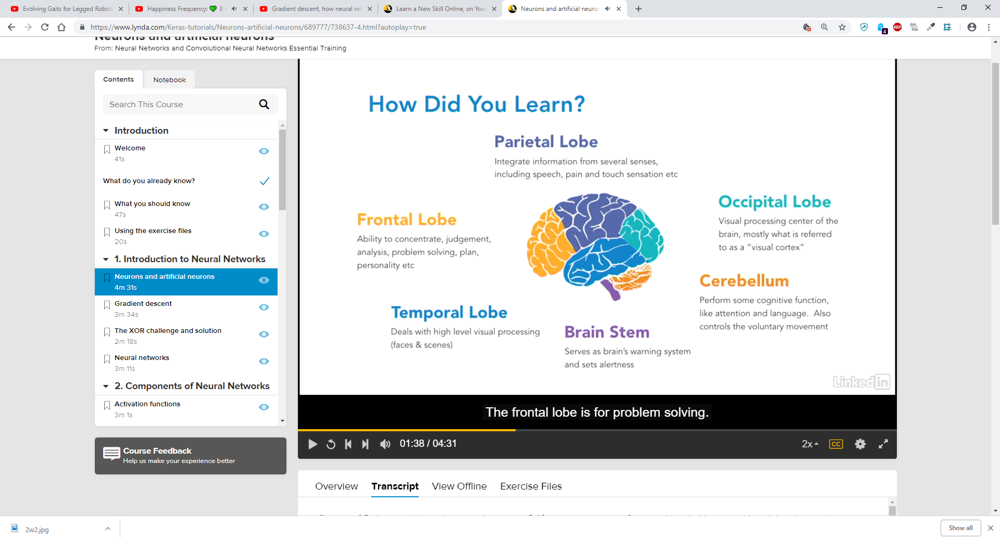 Evolving Gaits for Legged Robots
Happiness Frequency: 💚 8
Gradient descent, how neural net
Learn a New Skill Online, on Your
Neurons and artificial neuron
https://www.lynda.com/Keras-tutorials/Neurons-artificial-neurons/689777/738637-4.html?autoplay=true
4
ABP
Git
Zip
Neurons and artificial neurons
From: Neural Networks and Convolutional Neural Networks Essential Training
Contents
Notebook
Search This Course
Introduction
Welcome
41s
What do you already know?
What you should know
47s
Using the exercise files
20s
1. Introduction to Neural Networks
Neurons and artificial neurons
4m 31s
Gradient descent
3m 34s
The XOR challenge and solution
2m 18s
Neural networks
3m 11s
2. Components of Neural Networks
Activation functions
3m 1s
Course Feedback
Help us make your experience better
How Did You Learn?
Parietal Lobe
Integrate information from several senses,
including speech, pain and touch sensation etc
Frontal Lobe
Ability to concentrate, judgement,
analysis, problem solving, plan,
personality etc
Occipital Lobe
Visual processing center of the
brain, mostly what is referred
to as a “visual cortex”
Cerebellum
Perform some cognitive function,
like attention and language.  Also
controls the voluntary movement
Temporal Lobe
Deals with high level visual processing
(faces & scenes)
Brain Stem
Serves as brain’s warning system
and sets alertness
Linked in
The frontal lobe is for problem solving.
01:38 / 04:31
2x
CC
Overview
Transcript
View Offline
Exercise Files
2w2.jpg
Show all